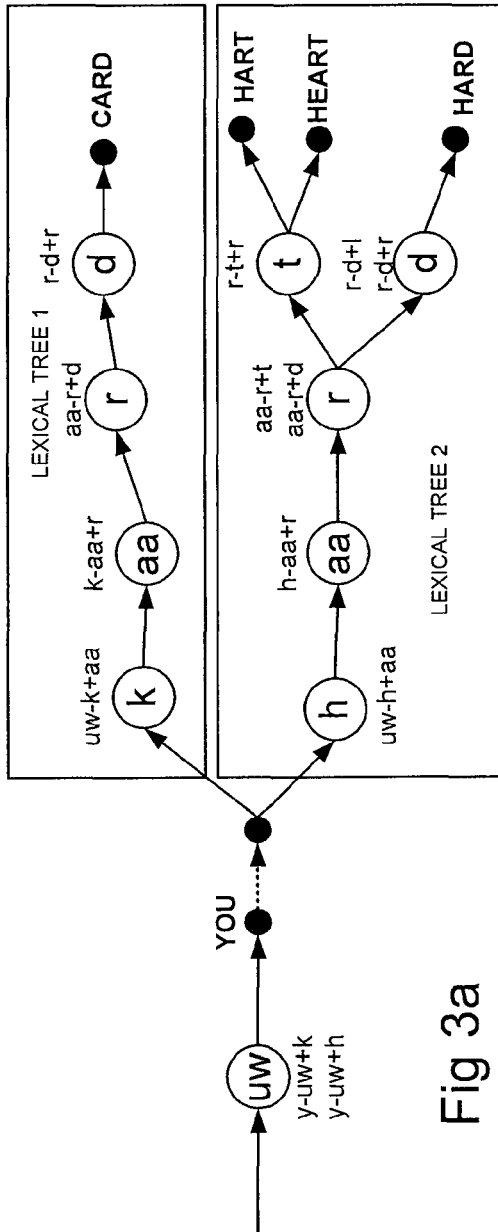 uw
y-uw+k
y-uw+h
YOU
LEXICAL TREE 1
uw-k+aa
k
k-aa+r
aa
aa-r+d
r
r-d+r
d
CARD
LEXICAL TREE 2
h
uw-h+aa
h-aa+r
aa
aa-r+t
aa-r+d
r
r-t+r
t
HART
HEART
r-d+l
r-d+r
d
HARD
Fig 3a